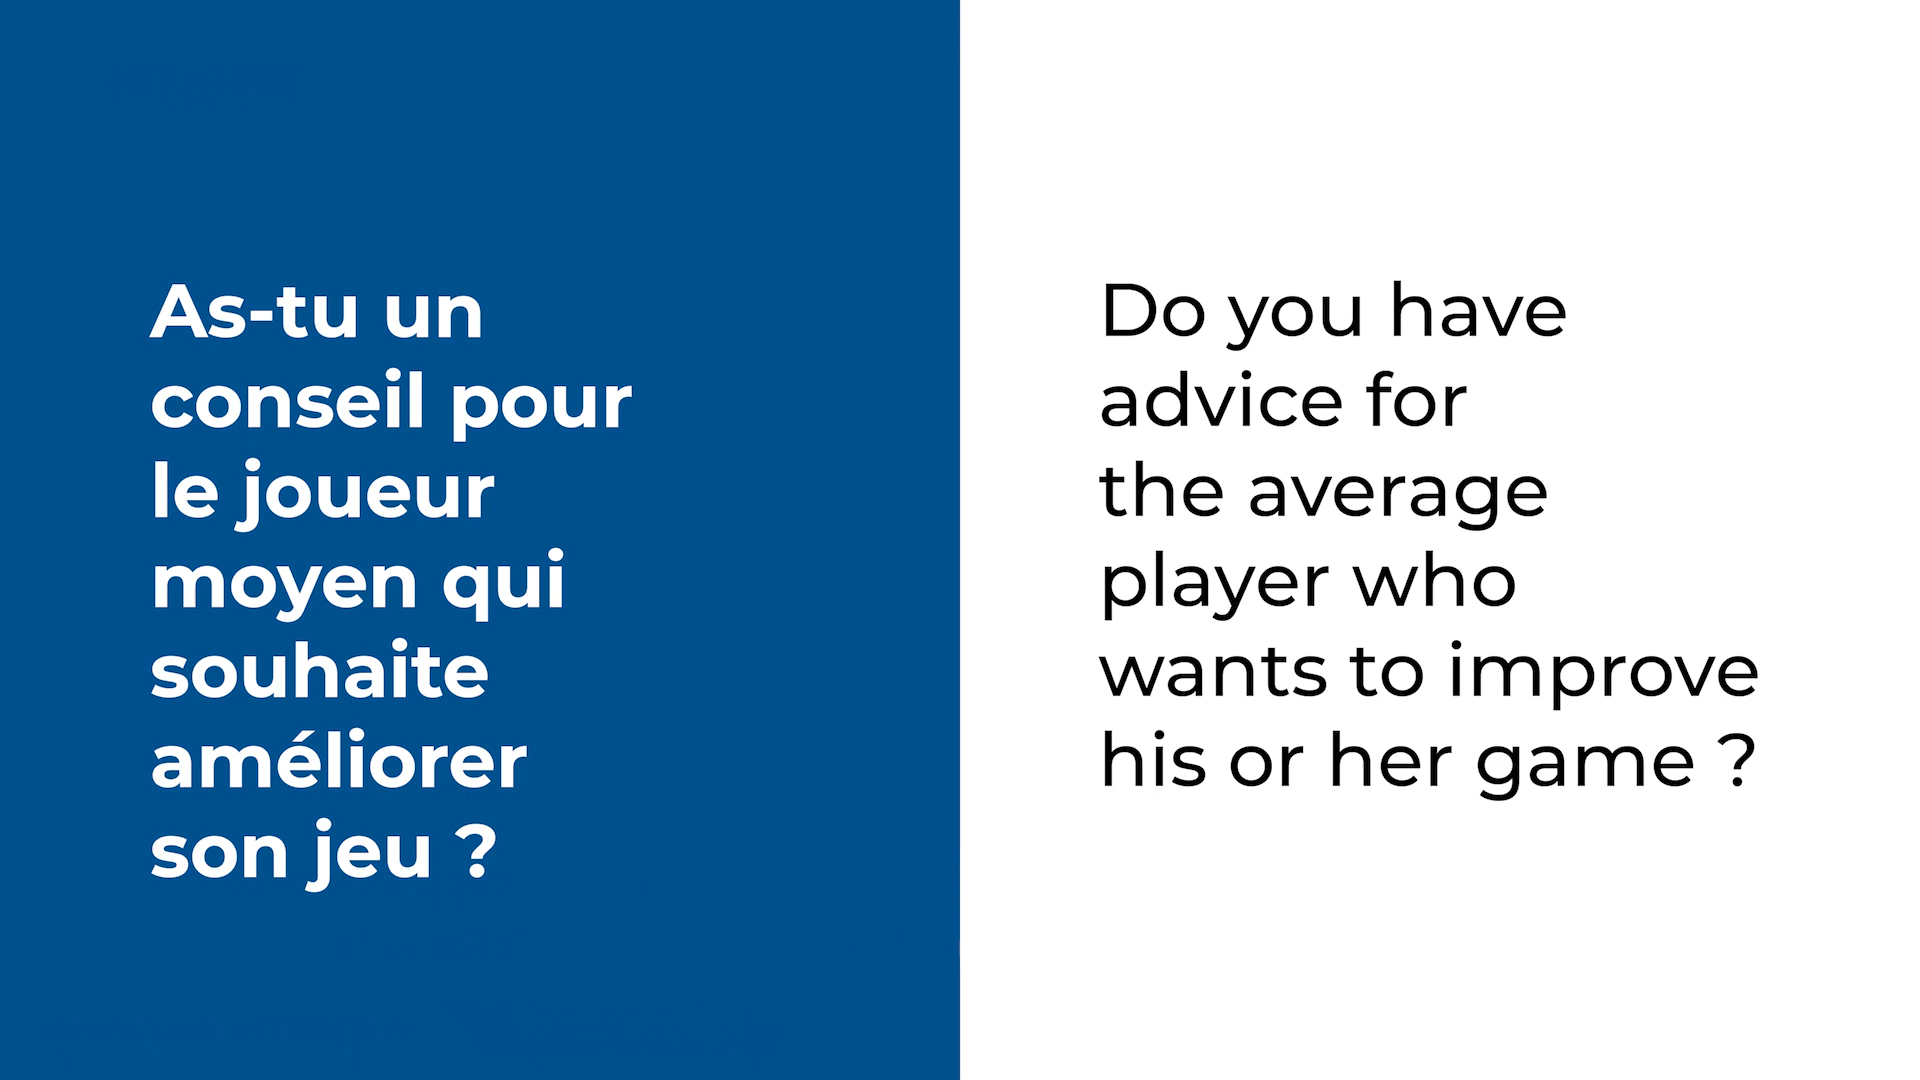 As-tu un
conseil pour
le joueur
moyen qui
souhaite
améliorer
son jeu ?
Do you have
advice for
the average
player who
wants to improve
his or her game ?